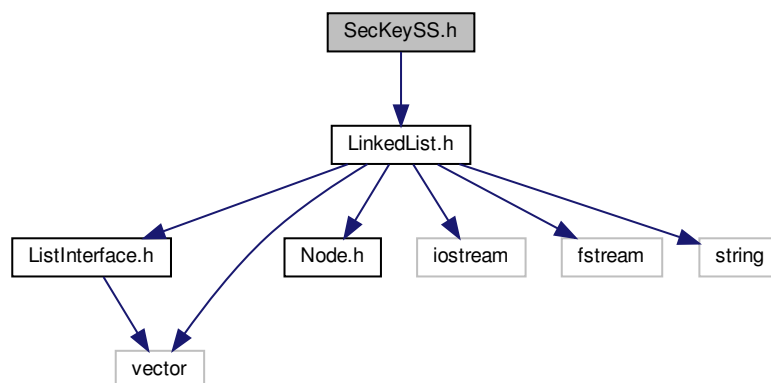 SecKeySS.h
LinkedList.h
ListInterface.h
Node.h
iostream
fstream
string
vector